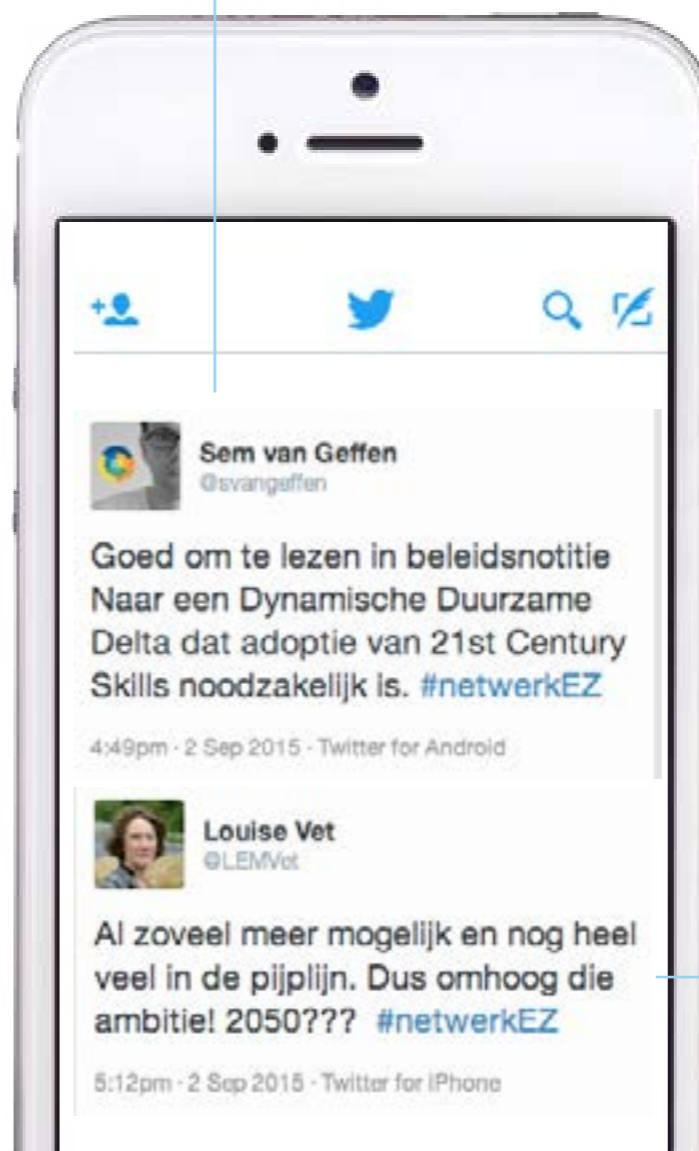 Sem van Geffen
@svangeffen
Goed om te lezen in beleidsnotitie
Naar een Dynamische Duurzame
Delta dat adoptie van 21st Century
Skills noodzakelijk is. #netwerkEZ
4:49pm · 2 Sep 2015 · Twitter for Android
Louise Vet
@LEMVet
Al zoveel meer mogelijk en nog heel
veel in de pijplijn. Dus omhoog die
ambitie! 2050??? #netwerkEZ
5:12pm · 2 Sep 2015 · Twitter for iPhone